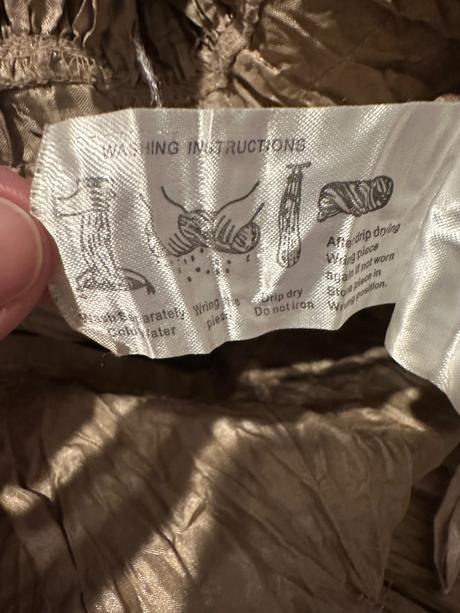 WASHING INSTRUCTIONS
Wash Separately
Cold Water
Wring the
piece
Drip dry
Do not iron
After drip drying
Wring piece
again if not worn
Store piece in
Wring position.